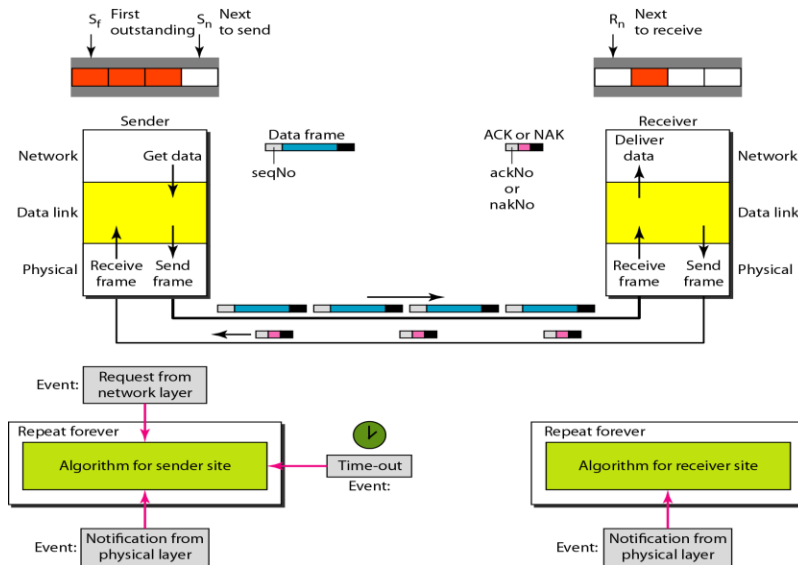 Sf First outstanding
Sn Next to send
Rn Next to receive
Sender
Data frame
seqNo
ACK or NAK
ackNo
or
nakNo
Receiver
Network
Get data
Deliver
data
Network
Data link
Data link
Physical
Receive
frame
Send
frame
Receive
frame
Send
frame
Physical
Event:
Request from
network layer
Repeat forever
Algorithm for sender site
Time-out
Event:
Event:
Notification from
physical layer
Repeat forever
Algorithm for receiver site
Event:
Notification from
physical layer